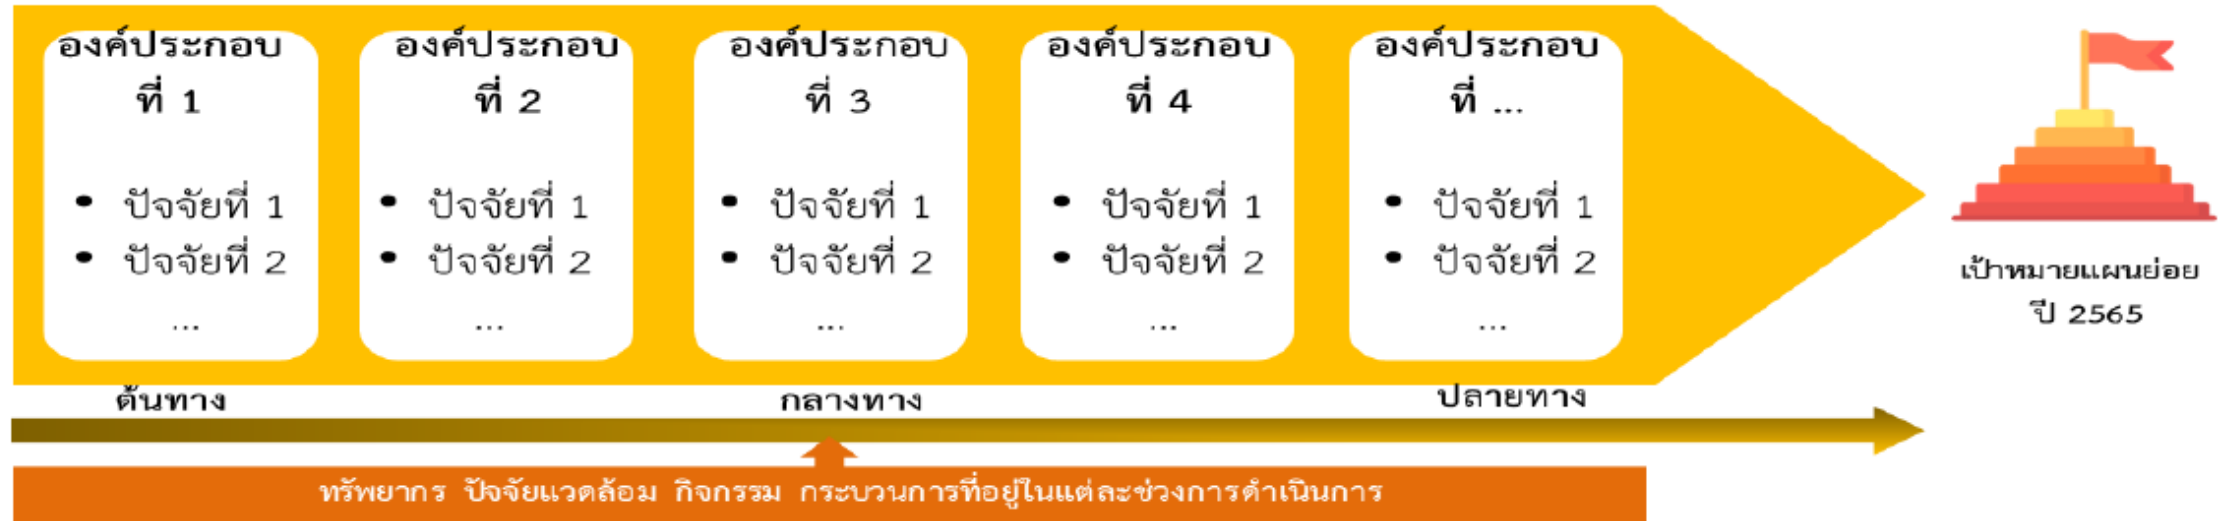 องค์ประกอบ
ที่ 1
• ปัจจัยที่ 1
• ปัจจัยที่ 2
...
องค์ประกอบ
ที่ 2
• ปัจจัยที่ 1
• ปัจจัยที่ 2
...
องค์ประกอบ
ที่ 3
• ปัจจัยที่ 1
• ปัจจัยที่ 2
...
องค์ประกอบ
ที่ 4
• ปัจจัยที่ 1
• ปัจจัยที่ 2
...
องค์ประกอบ
ที่ ...
• ปัจจัยที่ 1
• ปัจจัยที่ 2
...
เป้าหมายแผนย่อย
ปี 2565
ต้นทาง
กลางทาง
ปลายทาง
ทรัพยากร ปัจจัยแวดล้อม กิจกรรม กระบวนการที่อยู่ในแต่ละช่วงการดำเนินการ